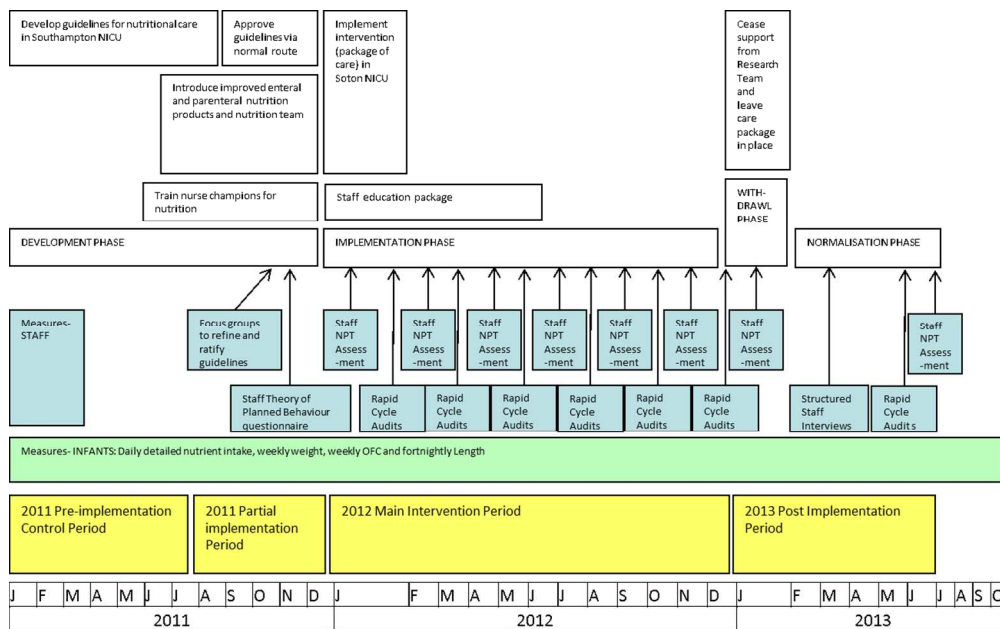 Develop guidelines for nutritional care
in Southampton NICU
Approve
guidelines via
normal route
Implement
intervention
(package of
care) in
Soton NICU
Cease
support
from
Research
Team
and
leave
care
package
in place
Introduce improved enteral
and parenteral nutrition
products and nutrition team
Train nurse champions for
nutrition
Staff education package
WITH-
DRAWL
PHASE
DEVELOPMENT PHASE
IMPLEMENTATION PHASE
NORMALISATION PHASE
Measures-
STAFF
Focus groups
to refine and
ratify
guidelines
Staff
NPT
Assess
-ment
Staff
NPT
Assess
-ment
Staff
NPT
Assess
-ment
Staff
NPT
Assess
-ment
Staff
NPT
Assess
-ment
Staff
NPT
Assess
-ment
Staff
NPT
Assess
-ment
Staff
NPT
Assess
-ment
Staff Theory of
Planned Behaviour
questionnaire
Rapid
Cycle
Audits
Rapid
Cycle
Audits
Rapid
Cycle
Audits
Rapid
Cycle
Audits
Rapid
Cycle
Audits
Rapid
Cycle
Audits
Structured
Staff
Interviews
Rapid
Cycle
Audits
Measures- INFANTS: Daily detailed nutrient intake, weekly weight, weekly OFC and fortnightly Length
2011 Pre-implementation
Control Period
2011 Partial
implementation
Period
2012 Main Intervention Period
2013 Post Implementation
Period
J F M A M J J A S O N D J F M A M J J A S O N D J F M A M J J A S O
2011 2012 2013